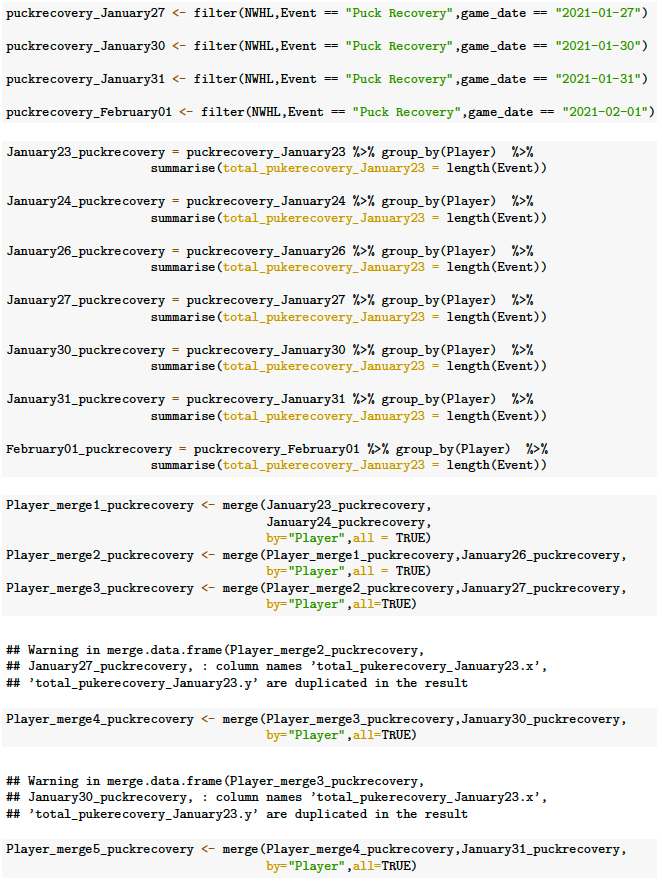 puckrecovery_January27 <- filter(NWHL,Event == "Puck Recovery",game_date == "2021-01-27")
puckrecovery_January30 <- filter(NWHL,Event == "Puck Recovery",game_date == "2021-01-30")
puckrecovery_January31 <- filter(NWHL,Event == "Puck Recovery",game_date == "2021-01-31")
puckrecovery_February01 <- filter(NWHL,Event == "Puck Recovery",game_date == "2021-02-01")
January23_puckrecovery = puckrecovery_January23 %>% group_by(Player)  %>%
summarise(total_pukerecovery_January23 = length(Event))
January24_puckrecovery = puckrecovery_January24 %>% group_by(Player)  %>%
summarise(total_pukerecovery_January23 = length(Event))
January26_puckrecovery = puckrecovery_January26 %>% group_by(Player)  %>%
summarise(total_pukerecovery_January23 = length(Event))
January27_puckrecovery = puckrecovery_January27 %>% group_by(Player)  %>%
summarise(total_pukerecovery_January23 = length(Event))
January30_puckrecovery = puckrecovery_January30 %>% group_by(Player)  %>%
summarise(total_pukerecovery_January23 = length(Event))
January31_puckrecovery = puckrecovery_January31 %>% group_by(Player)  %>%
summarise(total_pukerecovery_January23 = length(Event))
February01_puckrecovery = puckrecovery_February01 %>% group_by(Player)  %>%
summarise(total_pukerecovery_January23 = length(Event))
Player_merge1_puckrecovery <- merge(January23_puckrecovery,
January24_puckrecovery,
by="Player",all = TRUE)
Player_merge2_puckrecovery <- merge(Player_merge1_puckrecovery,January26_puckrecovery,
by="Player",all = TRUE)
Player_merge3_puckrecovery <- merge(Player_merge2_puckrecovery,January27_puckrecovery,
by="Player",all=TRUE)
## Warning in merge.data.frame(Player_merge2_puckrecovery,
## January27_puckrecovery, : column names 'total_pukerecovery_January23.x',
## 'total_pukerecovery_January23.y' are duplicated in the result
Player_merge4_puckrecovery <- merge(Player_merge3_puckrecovery,January30_puckrecovery,
by="Player",all=TRUE)
## Warning in merge.data.frame(Player_merge3_puckrecovery,
## January30_puckrecovery, : column names 'total_pukerecovery_January23.x',
## 'total_pukerecovery_January23.y' are duplicated in the result
Player_merge5_puckrecovery <- merge(Player_merge4_puckrecovery,January31_puckrecovery,
by="Player",all=TRUE)